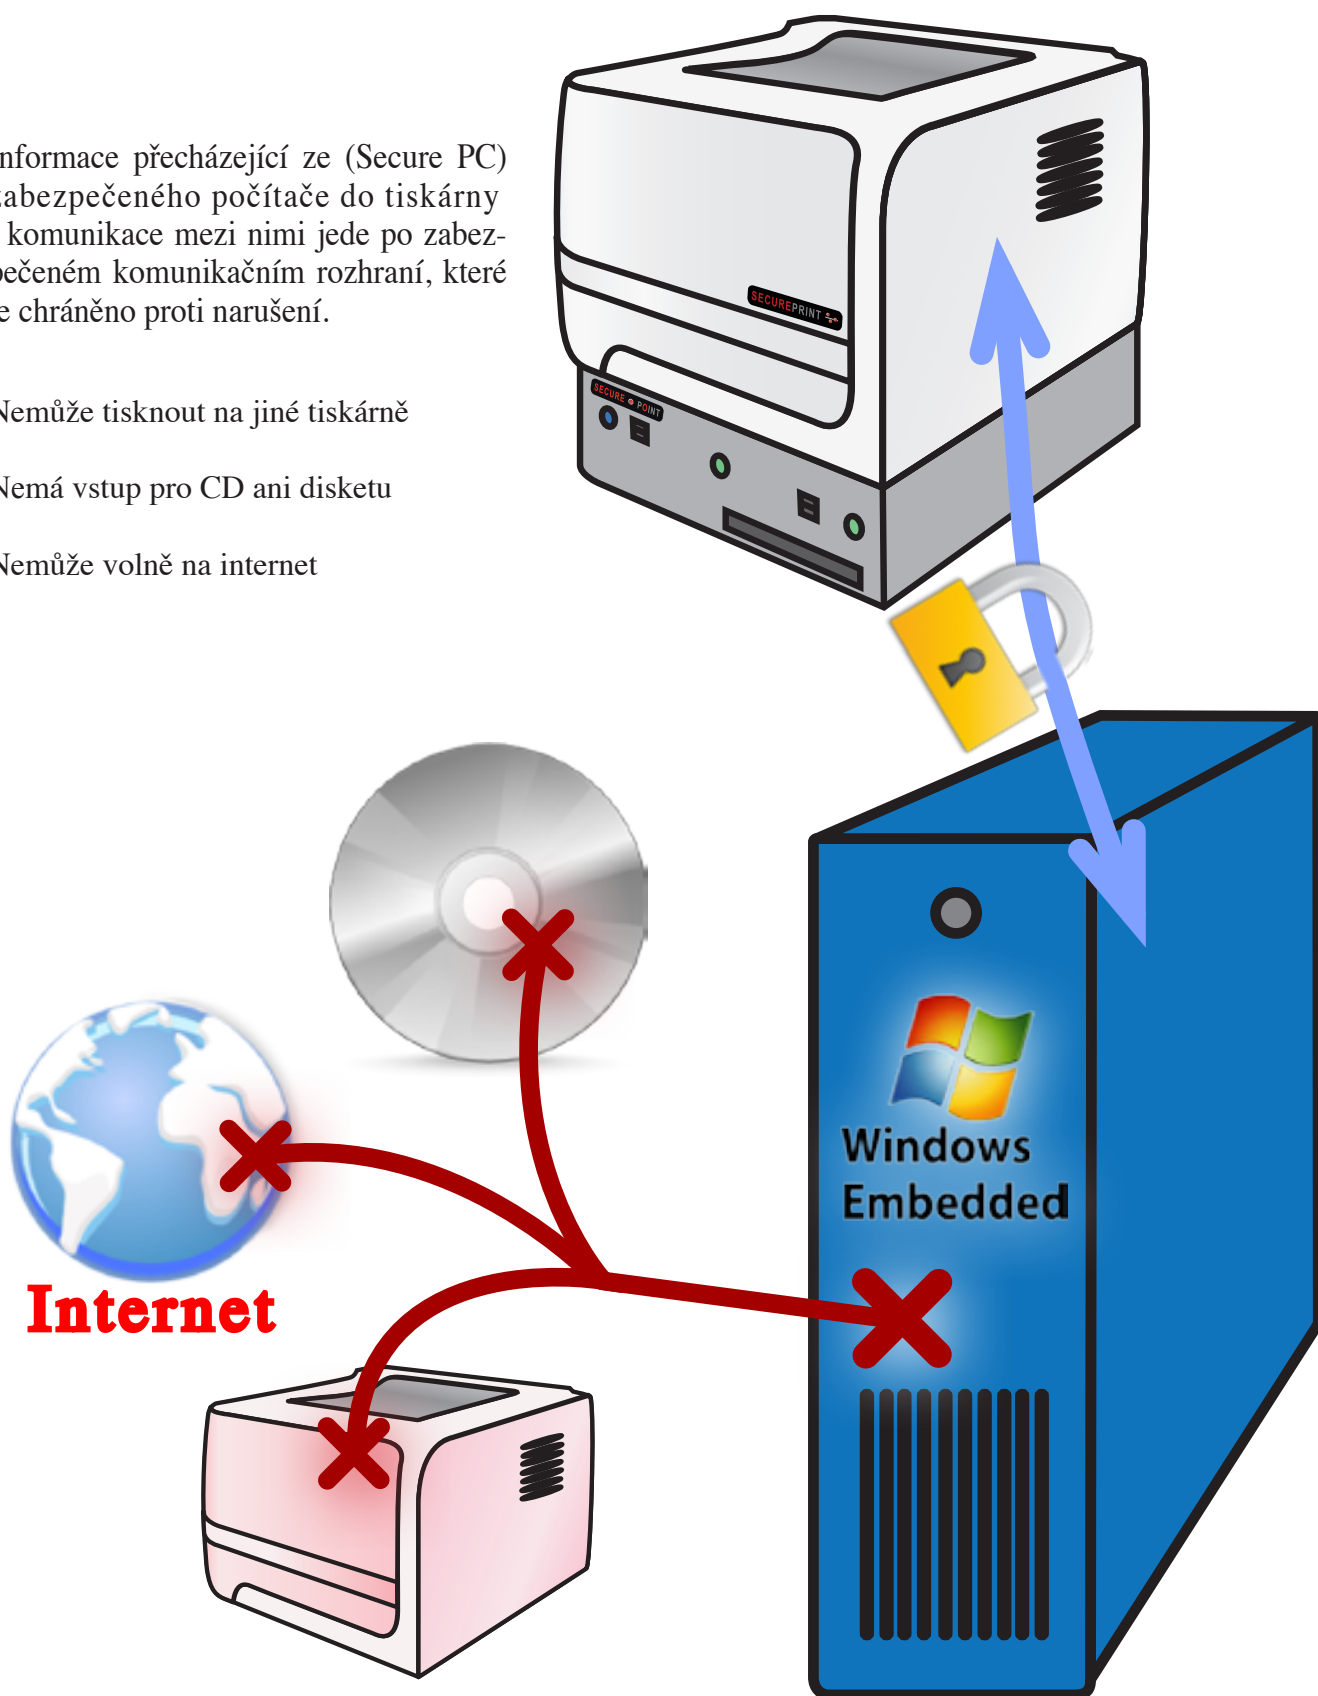 nformace přecházející ze (Secure PC)
zabezpečeného počítače do tiskárny
komunikace mezi nimi jede po zabez-
pečeném komunikačním rozhraní, které
e chráněno proti narušení.
Nemůže tisknout na jiné tiskárně
Nemá vstup pro CD ani disketu
Nemůže volně na internet
SECUREPRINT
SECURE POINT
Windows
Embedded
Internet